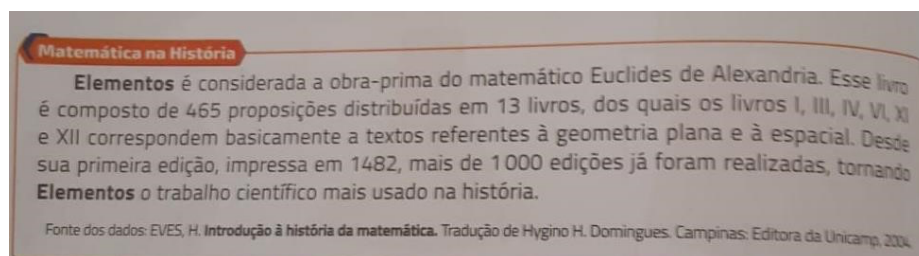 Matemática na História
Elementos é considerada a obra-prima do matemático Euclides de Alexandria. Esse livro
é composto de 465 proposições distribuídas em 13 livros, dos quais os livros I, III, IV, VI, XI
e XII correspondem basicamente a textos referentes à geometria plana e à espacial. Desde
sua primeira edição, impressa em 1482, mais de 1 000 edições já foram realizadas, tornando
Elementos o trabalho científico mais usado na história.
Fonte dos dados: EVES, H. Introdução à história da matemática. Tradução de Hygino H. Domingues. Campinas: Editora da Unicamp, 2004.